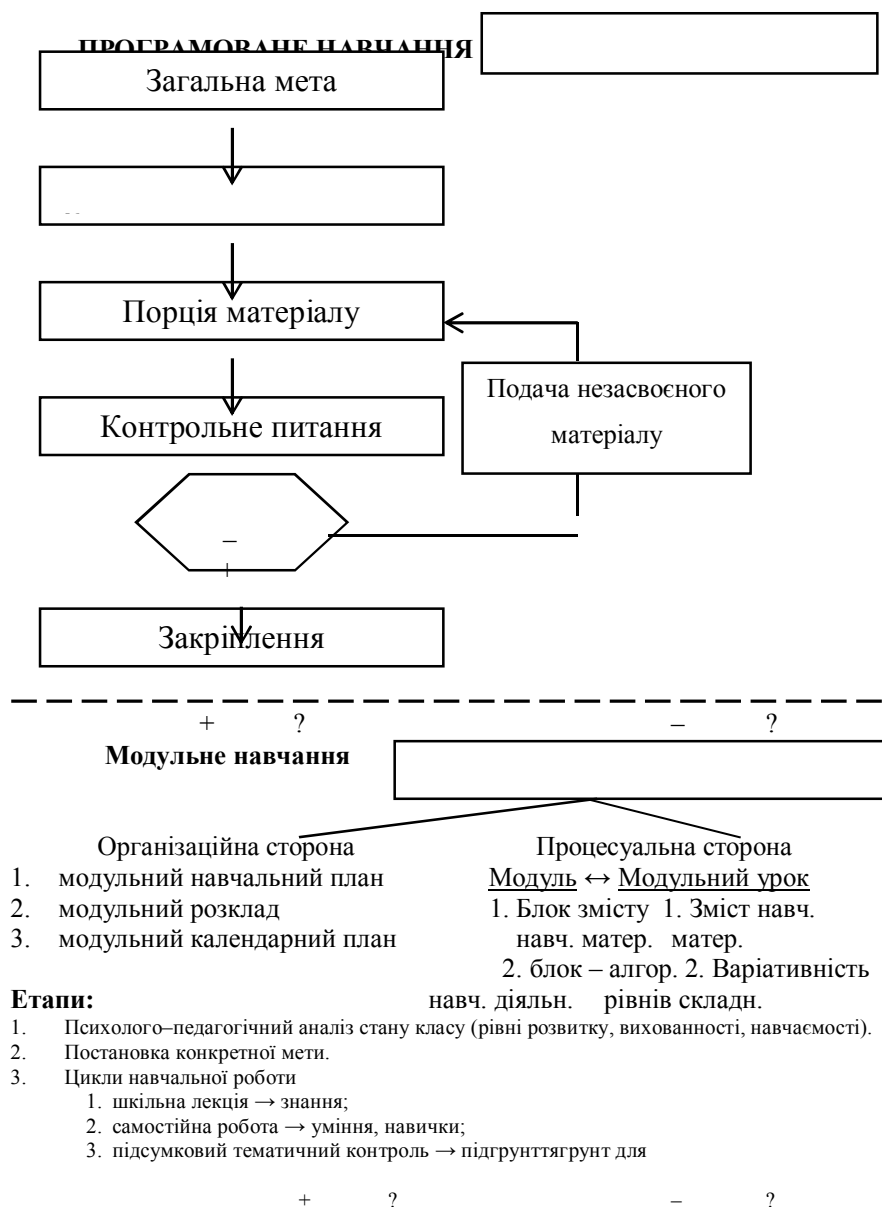 ПРОГРАМОВАНЕ НАВЧАННЯ
Загальна мета
Порція матеріалу
Подача незасвоєного
матеріалу
Контрольне питання
–
+
Закріплення
+ ? – ?
Модульне навчання
Організаційна сторона Процесуальна сторона
1. модульний навчальний план Модуль ↔ Модульний урок
2. модульний розклад 1. Блок змісту 1. Зміст навч.
3. модульний календарний план навч. матер. матер.
2. блок – алгор. 2. Варіативність
Етапи: навч. діяльн. рівнів складн.
1. Психолого–педагогічний аналіз стану класу (рівні розвитку, вихованності, навчаємості).
2. Постановка конкретної мети.
3. Цикли навчальної роботи
1. шкільна лекція → знання;
2. самостійна робота → уміння, навички;
3. підсумковий тематичний контроль → підгрунттягрунт для
+ ? – ?